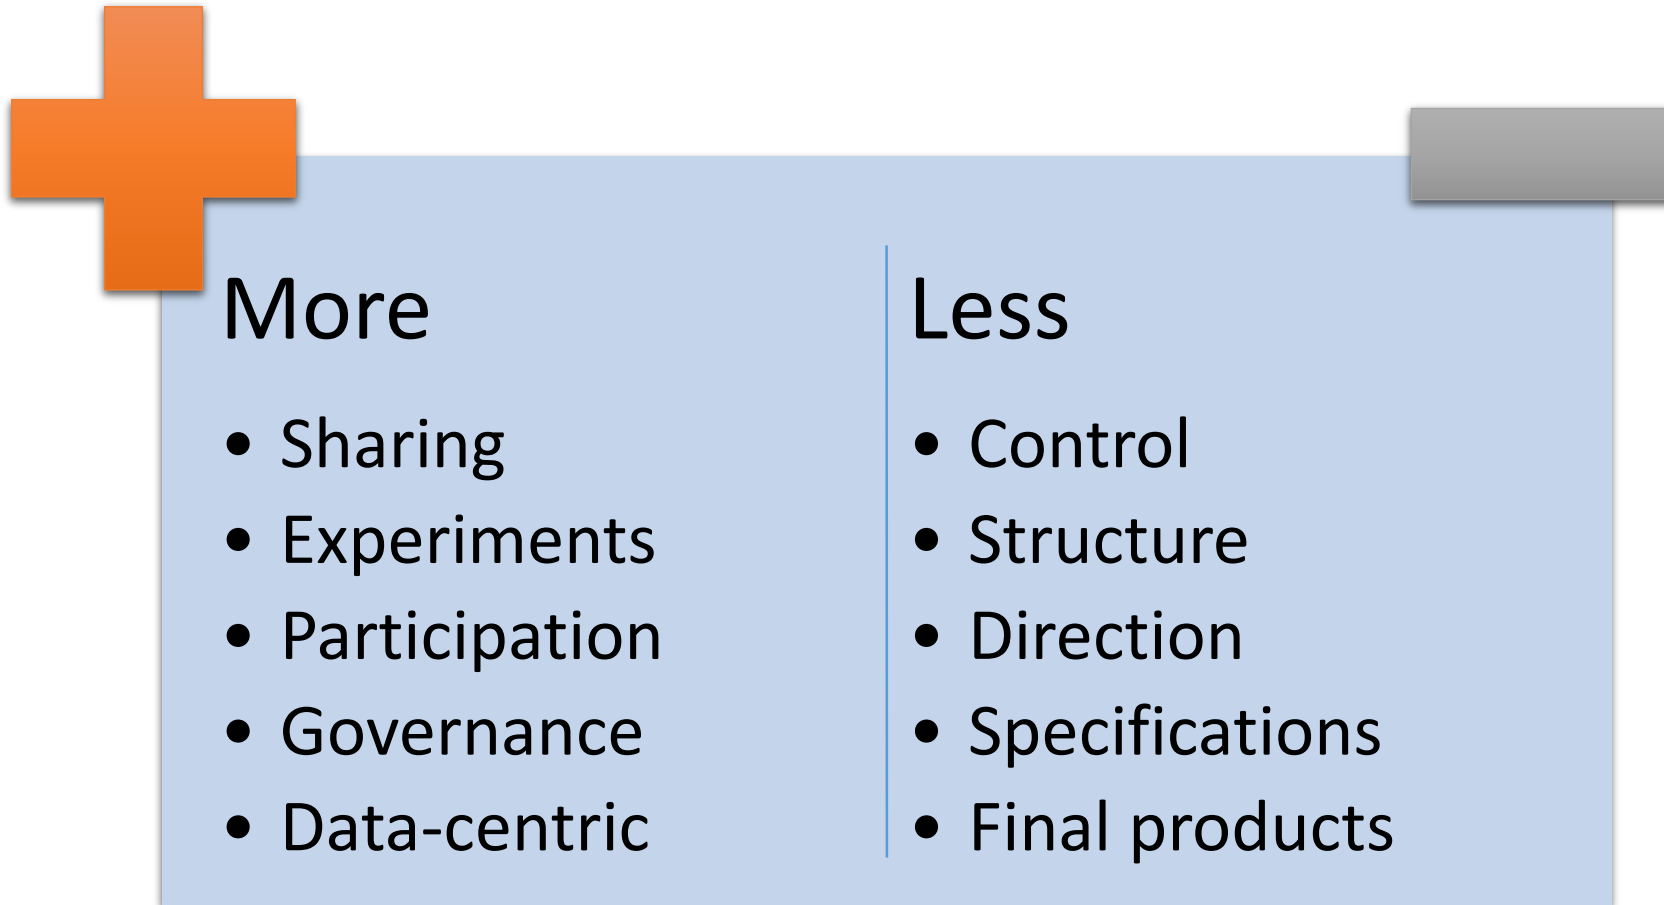 More
• Sharing
• Experiments
• Participation
• Governance
• Data-centric
Less
• Control
• Structure
• Direction
• Specifications
• Final products